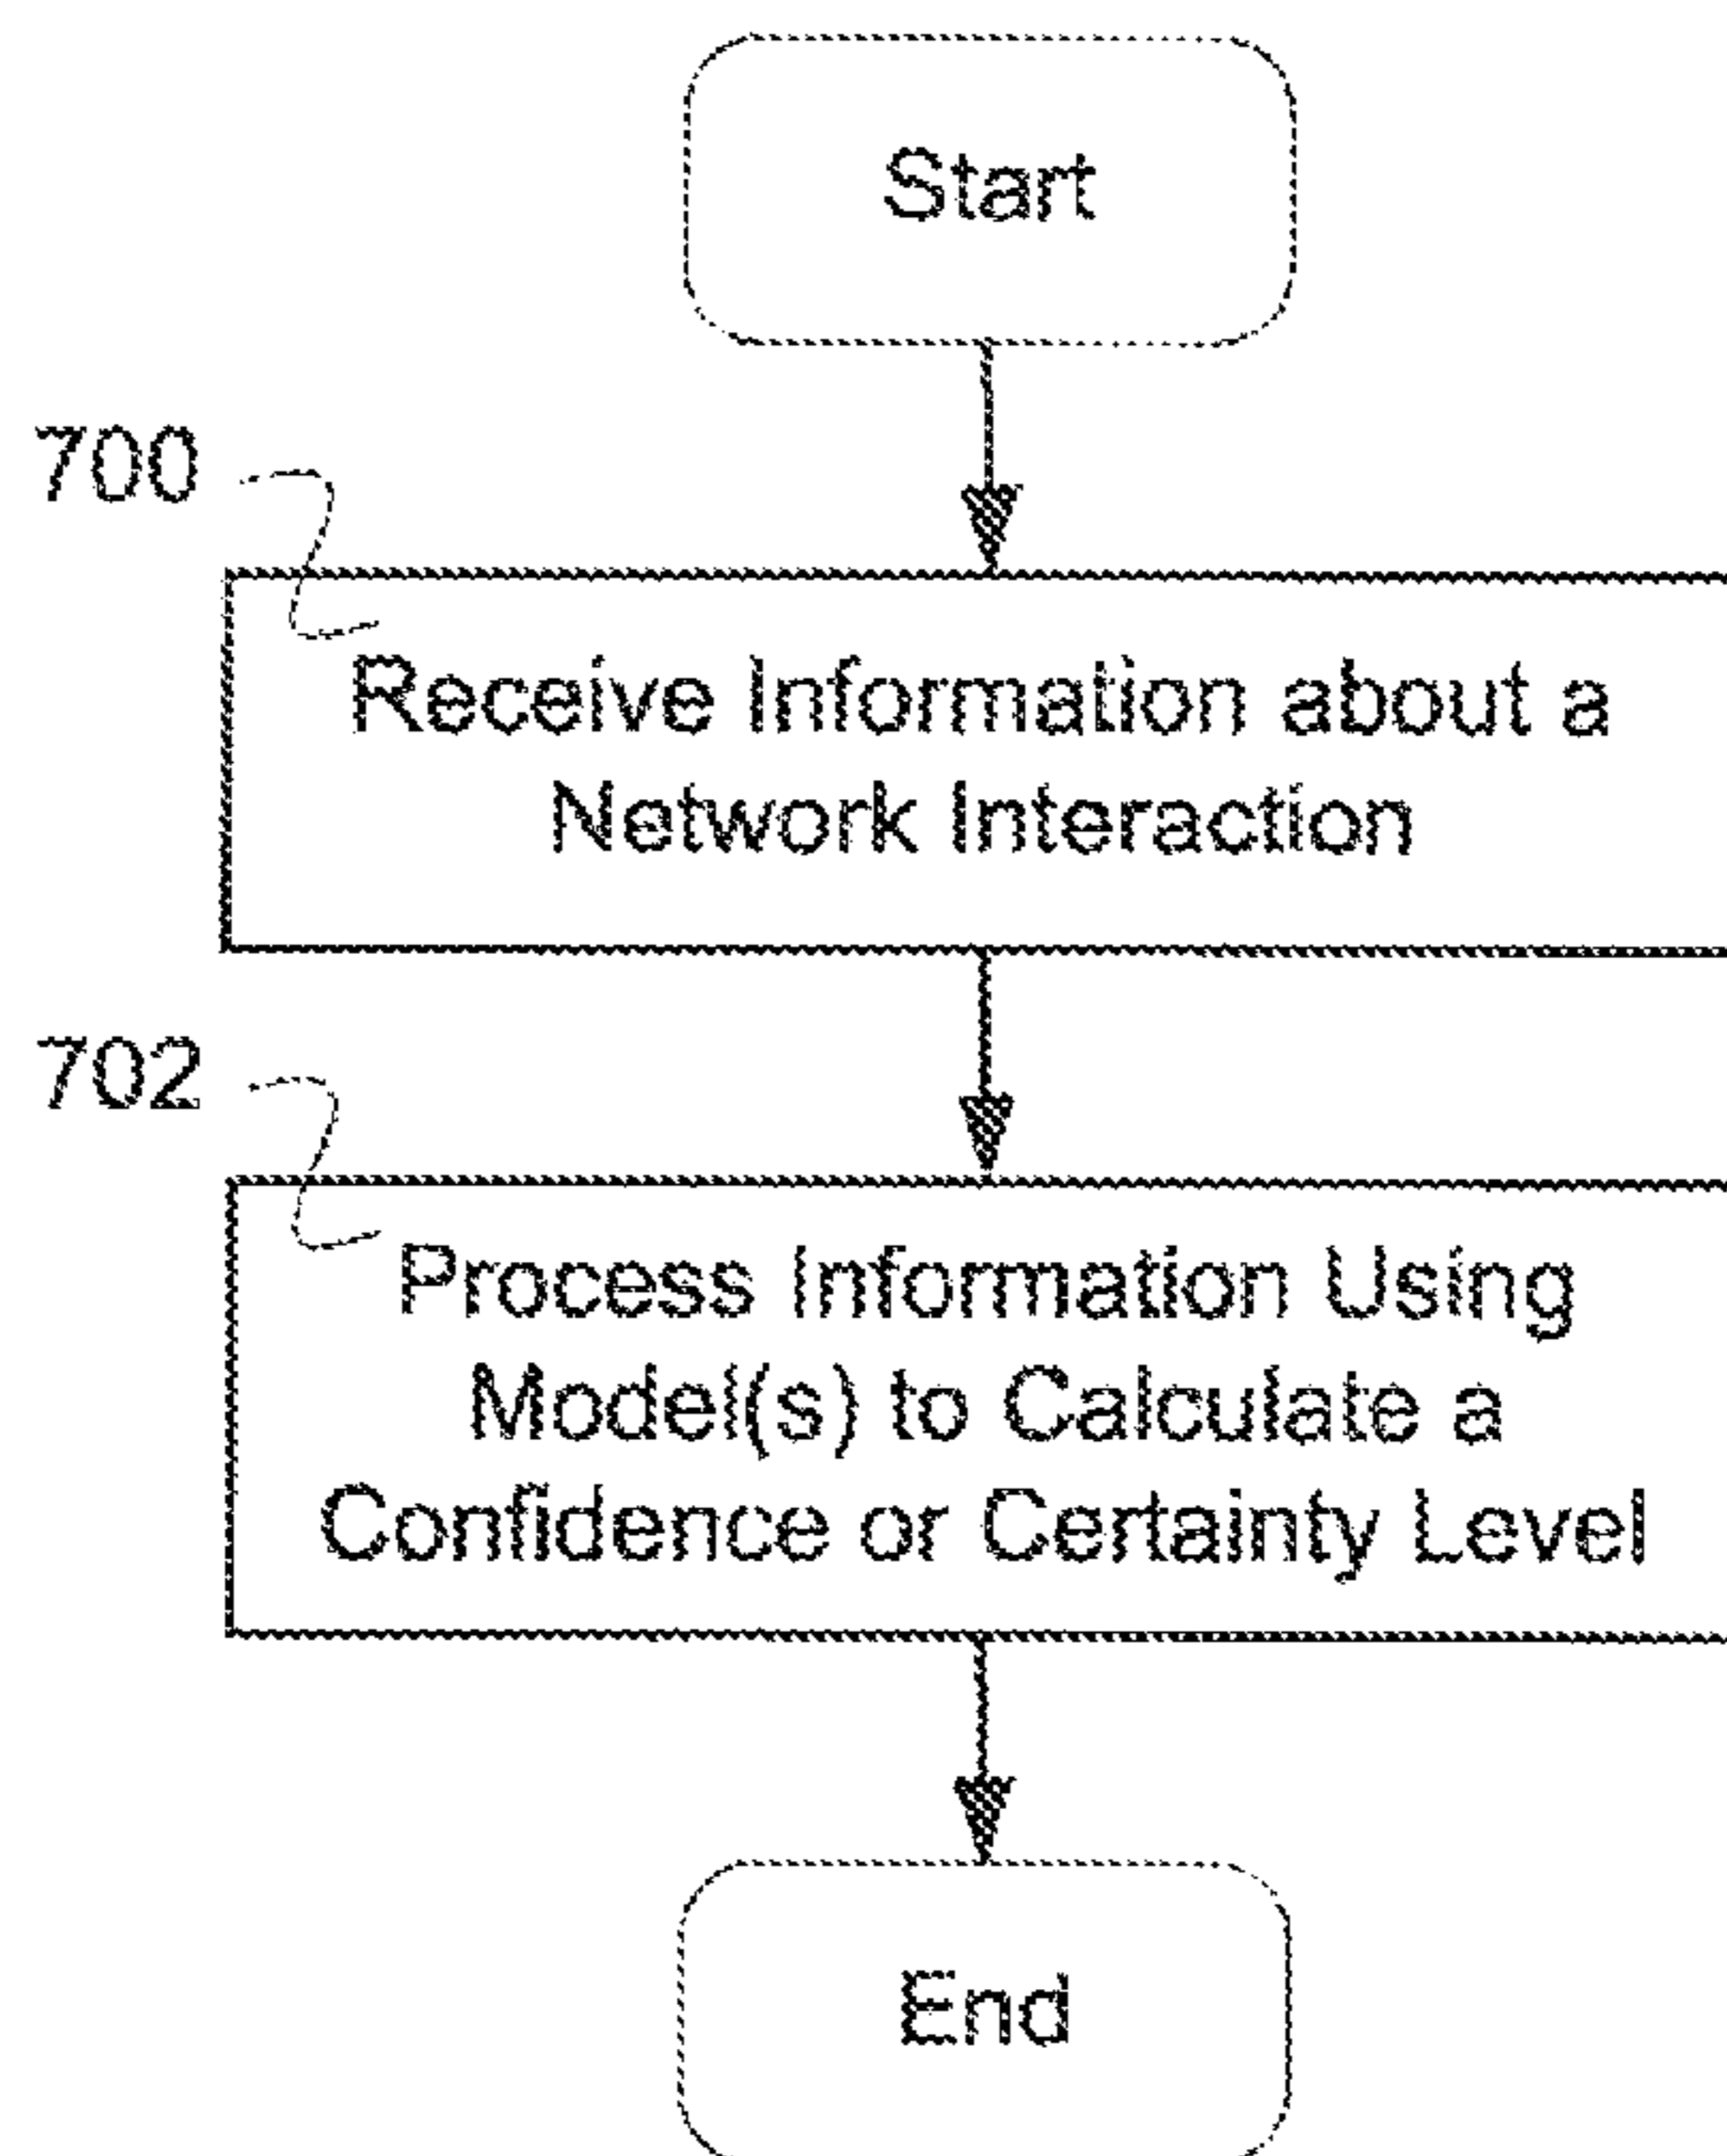 Start
700
Receive Information about a
Network Interaction
702
Process Information Using
Model(s) to Calculate a
Confidence or Certainty Level
End